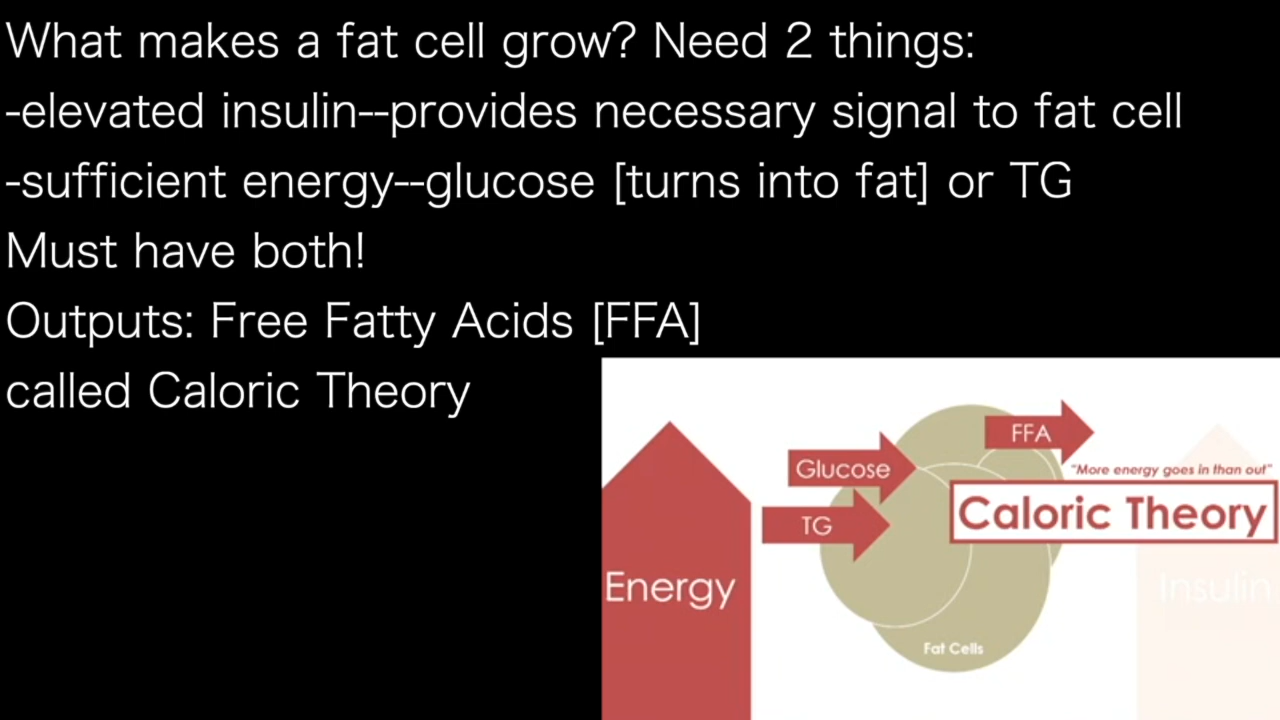 What makes a fat cell grow? Need 2 things:
-elevated insulin--provides necessary signal to fat cell
-sufficient energy--glucose [turns into fat] or TG
Must have both!
Outputs: Free Fatty Acids [FFA]
called Caloric Theory
FFA
Glucose
"More energy goes in than out"
Caloric Theory
TG
Energy
Insulin
Fat Cells